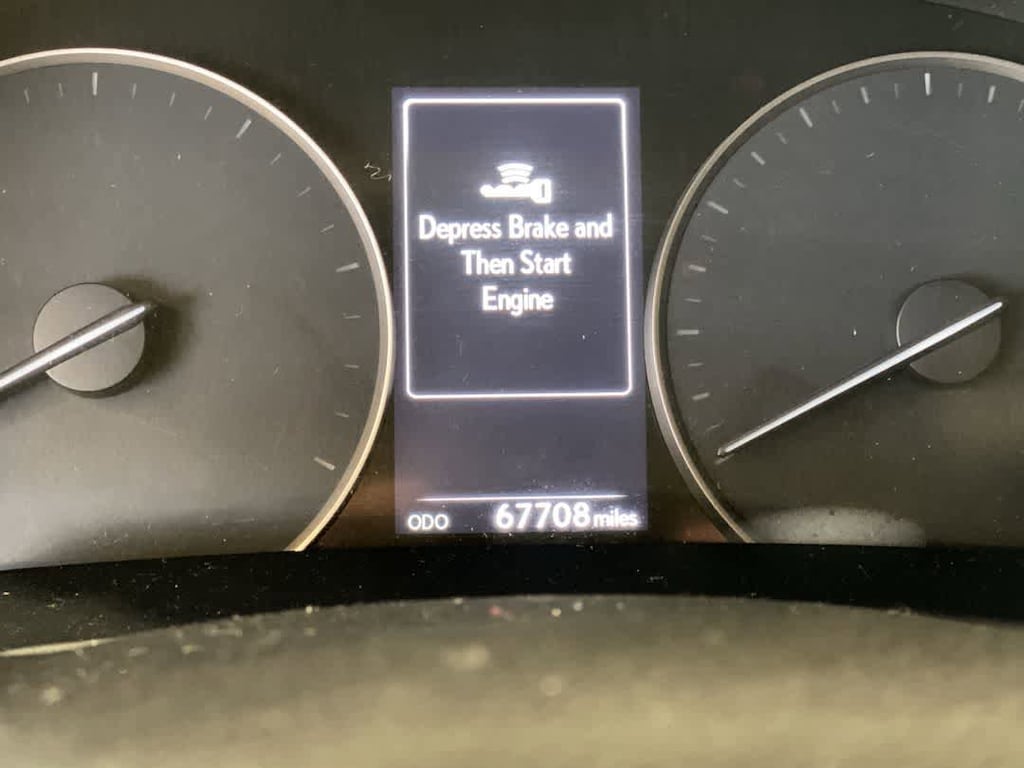 Depress Brake and
Then Start
Engine
ODO 67708 miles